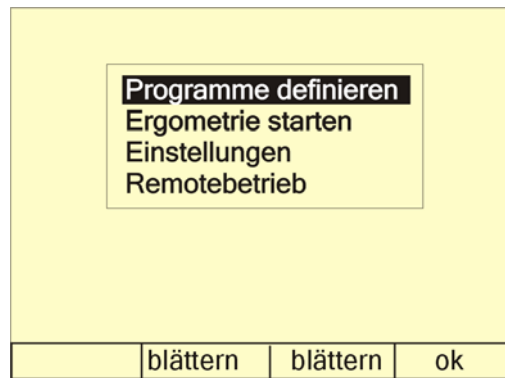 Programme definieren
Ergometrie starten
Einstellungen
Remotebetrieb
blättern blättern ok